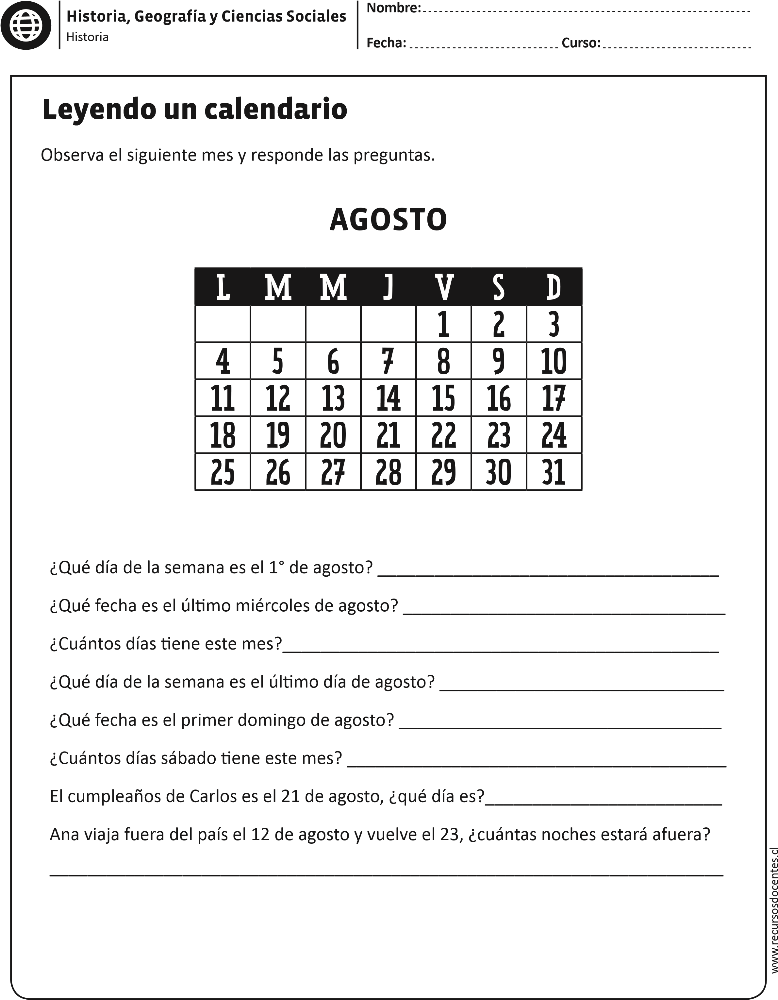 Historia, Geografía y Ciencias Sociales
Historia
Nombre:
Fecha: Curso:
Leyendo un calendario
Observa el siguiente mes y responde las preguntas.
AGOSTO
L M M J V S D
1 2 3
4 5 6 7 8 9 10
11 12 13 14 15 16 17
18 19 20 21 22 23 24
25 26 27 28 29 30 31
¿Qué día de la semana es el 1° de agosto?
¿Qué fecha es el último miércoles de agosto?
¿Cuántos días tiene este mes?
¿Qué día de la semana es el último día de agosto?
¿Qué fecha es el primer domingo de agosto?
¿Cuántos días sábado tiene este mes?
El cumpleaños de Carlos es el 21 de agosto, ¿qué día es?
Ana viaja fuera del país el 12 de agosto y vuelve el 23, ¿cuántas noches estará afuera?
www.recursosdocentes.cl